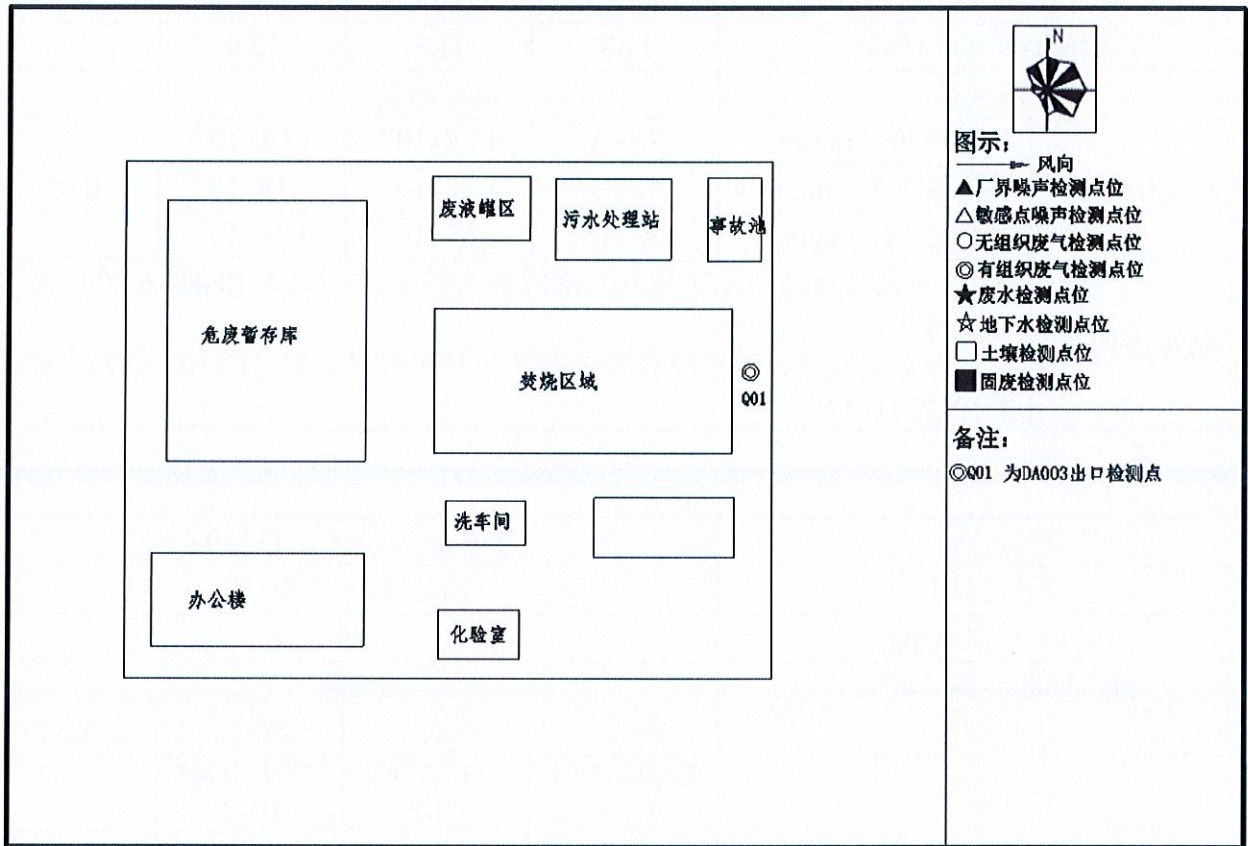 N
图示：
风向
厂界噪声检测点位
敏感点噪声检测点位
无组织废气检测点位
有组织废气检测点位
废水检测点位
地下水检测点位
土壤检测点位
固废检测点位
备注：
◎Q01 为DA003出口检测点
废液罐区
污水处理站
事故池
危废暂存库
焚烧区域
◎
Q01
洗车间
办公楼
化验室